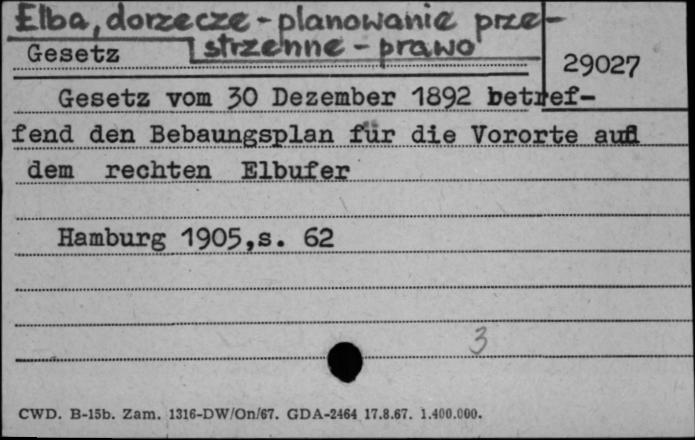 Elba, dorzecze - planowanie prze-
strzenne - prawo
Gesetz
29027
Gesetz vom 30 Dezember 1892 betref-
fend den Bebaungsplan für die Vororte auf
dem rechten Elbufer
Hamburg 1905,s. 62
3
CWD. B-15b. Zam. 1316-DW/On/67. GDA-2464 17.8.67. 1.400.000.